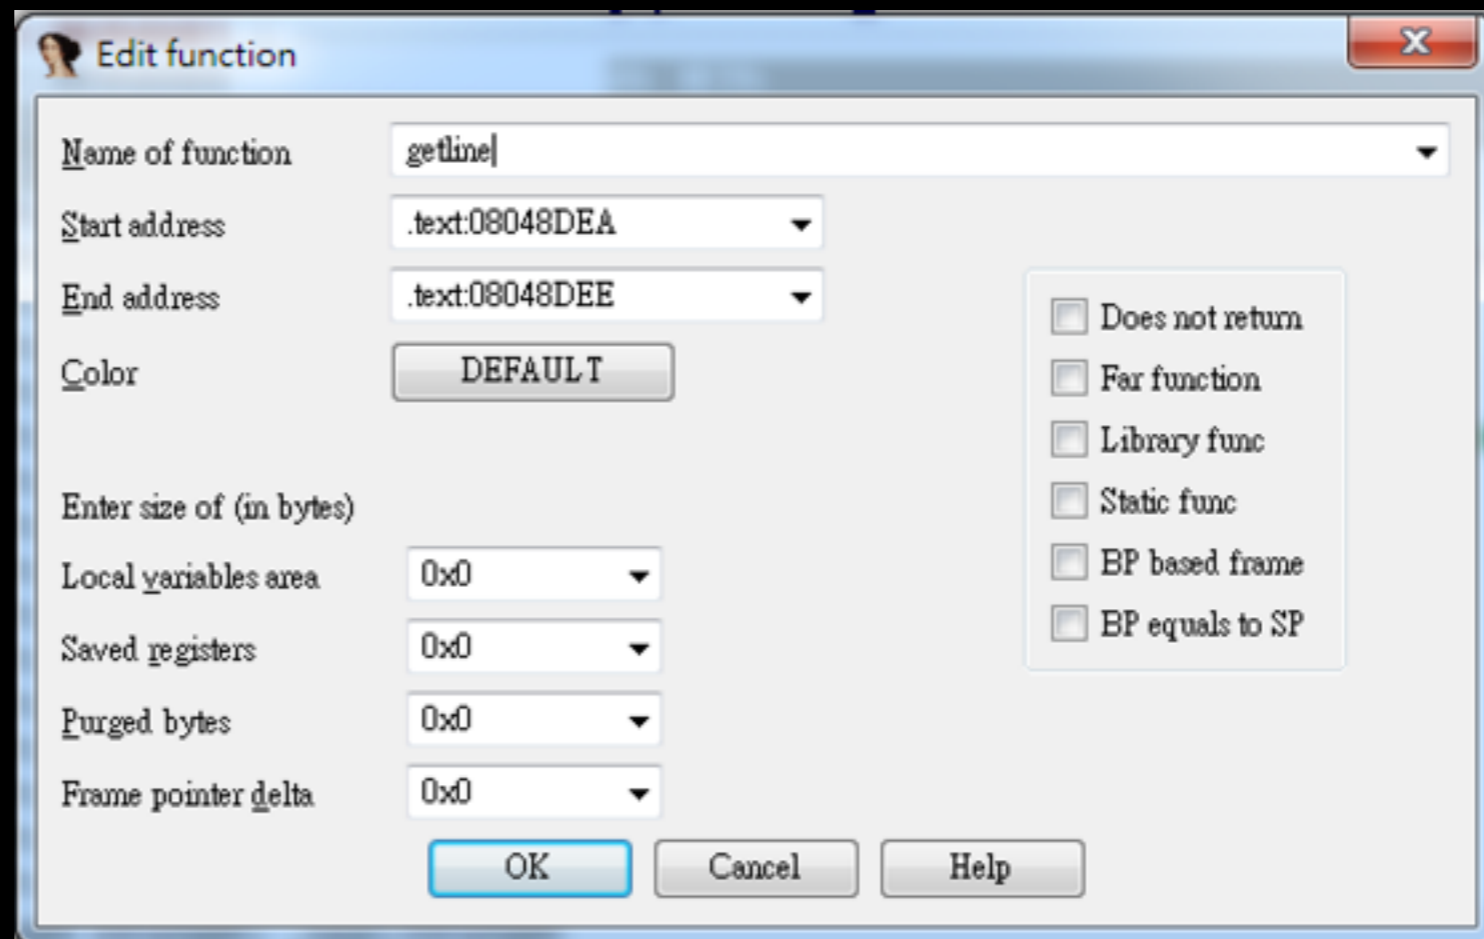 Edit function
Name of function getline
Start address .text:08048DEA
End address .text:08048DEE
Color DEFAULT
Does not return
Far function
Library func
Static func
BP based frame
BP equals to SP
Enter size of (in bytes)
Local variables area 0x0
Saved registers 0x0
Purged bytes 0x0
Frame pointer delta 0x0
OK Cancel Help